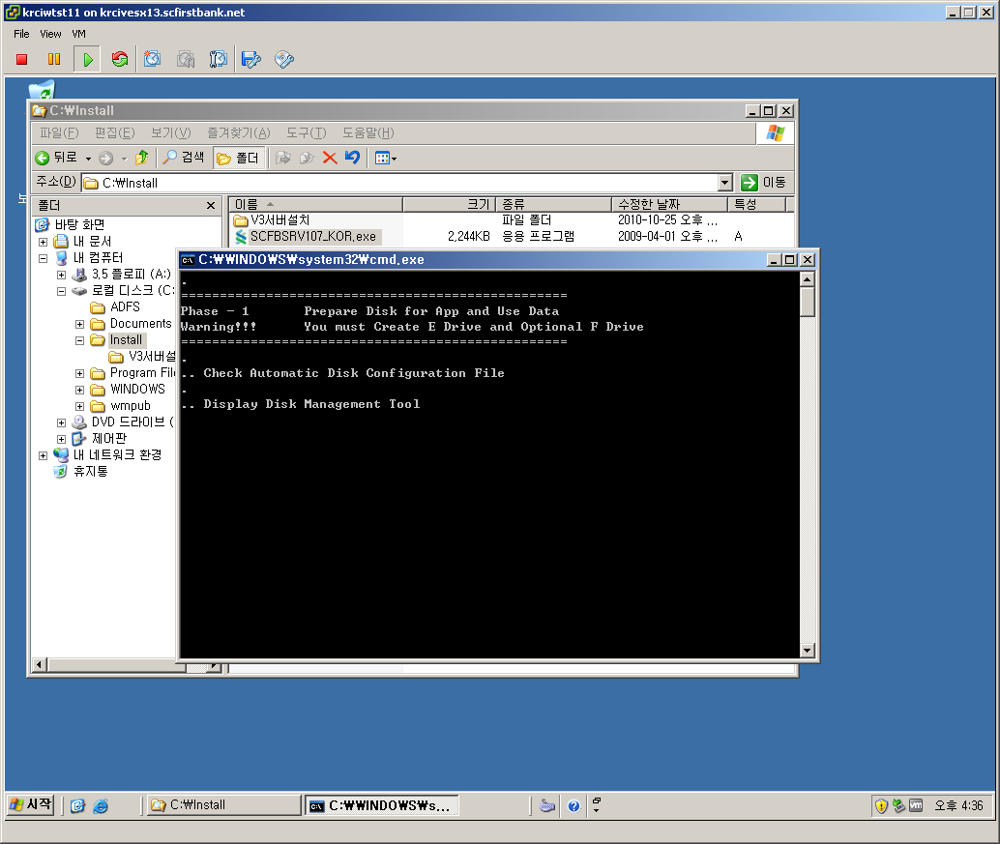 krciwtst11 on krcivesx13.scfirstbank.net
File View VM
C:₩Install
파일(F) 편집(E) 보기(V) 즐겨찾기(A) 도구(T) 도움말(H)
뒤로 검색 폴더
주소(D) C:₩Install 이동
폴더
이름 크기 종류 수정한 날짜 특성
V3서버설치 파일 폴더 2010-10-25 오후 ...
SCFBSRV107_KOR.exe 2,244KB 응용 프로그램 2009-04-01 오후 ... A
바탕 화면
내 문서
내 컴퓨터
3,5 플로피 (A:)
로컬 디스크 (C:
ADFS
Documents
Install
V3서버설
Program File
WINDOWS
wmpub
DVD 드라이브 (
제어판
내 네트워크 환경
휴지통
C:₩WINDOWS₩system32₩cmd.exe
.
==================================================
Phase - 1 Prepare Disk for App and Use Data
Warning!!! You must Create E Drive and Optional F Drive
==================================================
.
.. Check Automatic Disk Configuration File
.
.. Display Disk Management Tool
시작 C:₩Install C:₩WINDOWS₩s... 오후 4:36